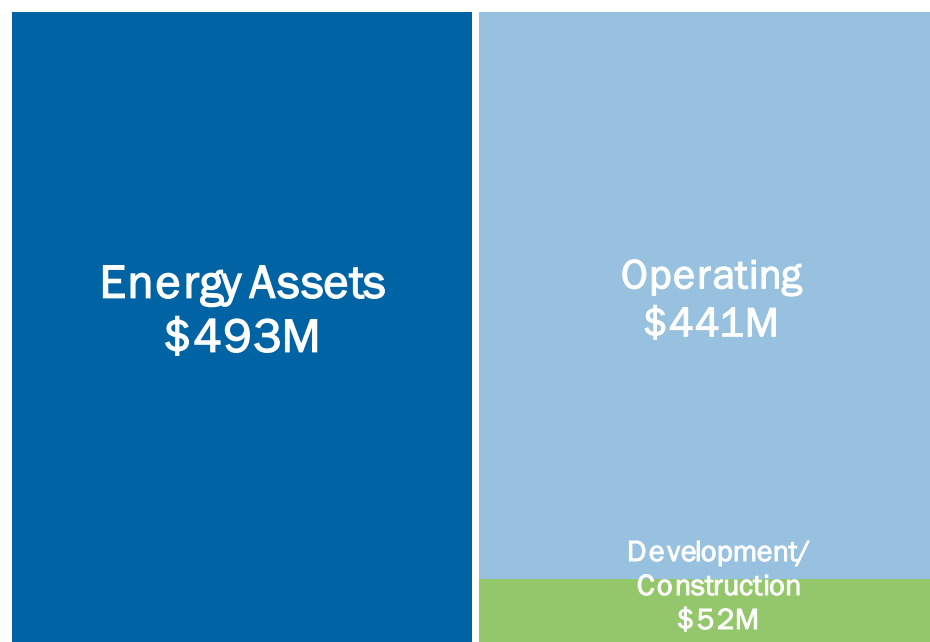 Energy Assets
$493M
Operating
$441M
Development/
Construction
$52M